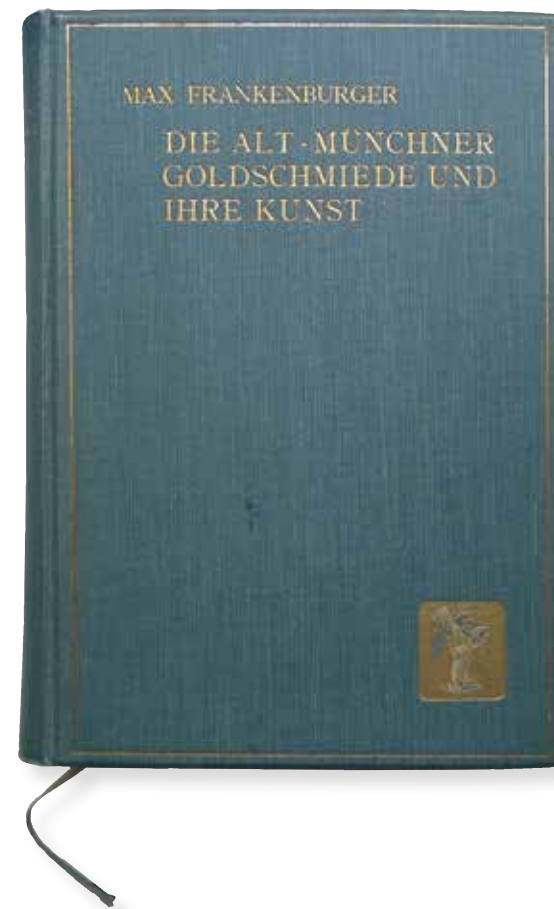 MAX FRANKENBURGER
DIE ALT-MÜNCHNER
GOLDSCHMIEDE UND
IHRE KUNST